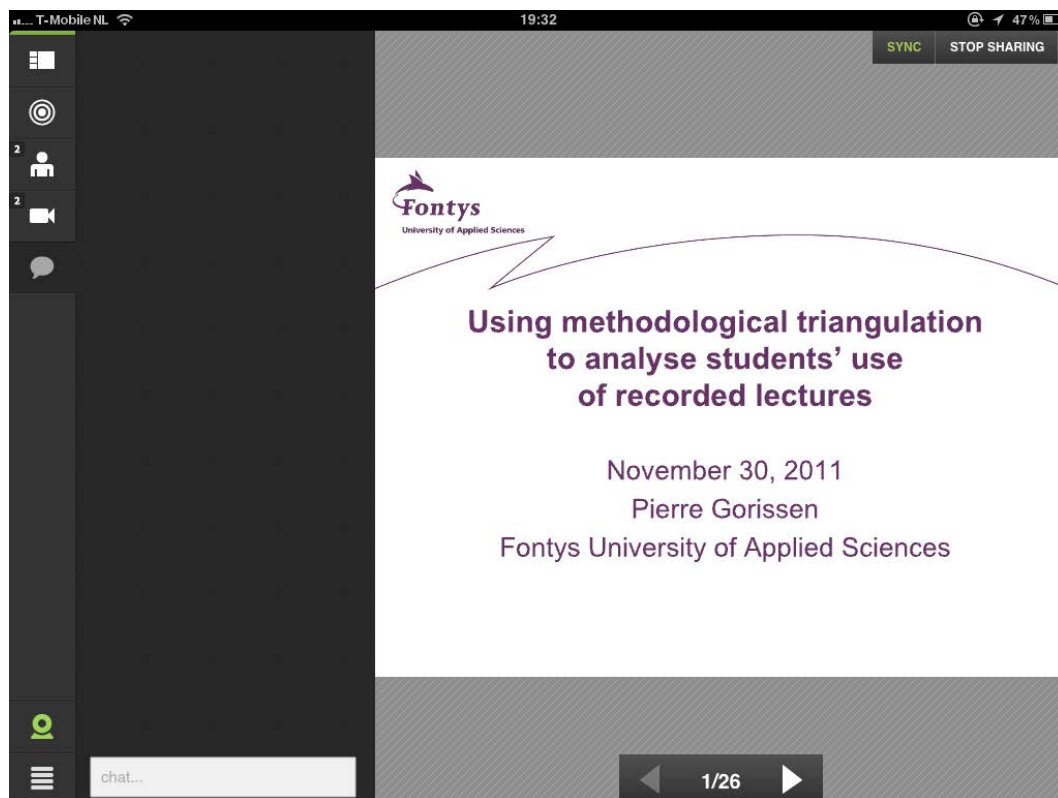 T-Mobile NL 19:32 47%
SYNC STOP SHARING
2
2
Fontys
University of Applied Sciences
Using methodological triangulation
to analyse students’ use
of recorded lectures
November 30, 2011
Pierre Gorissen
Fontys University of Applied Sciences
chat...
1/26